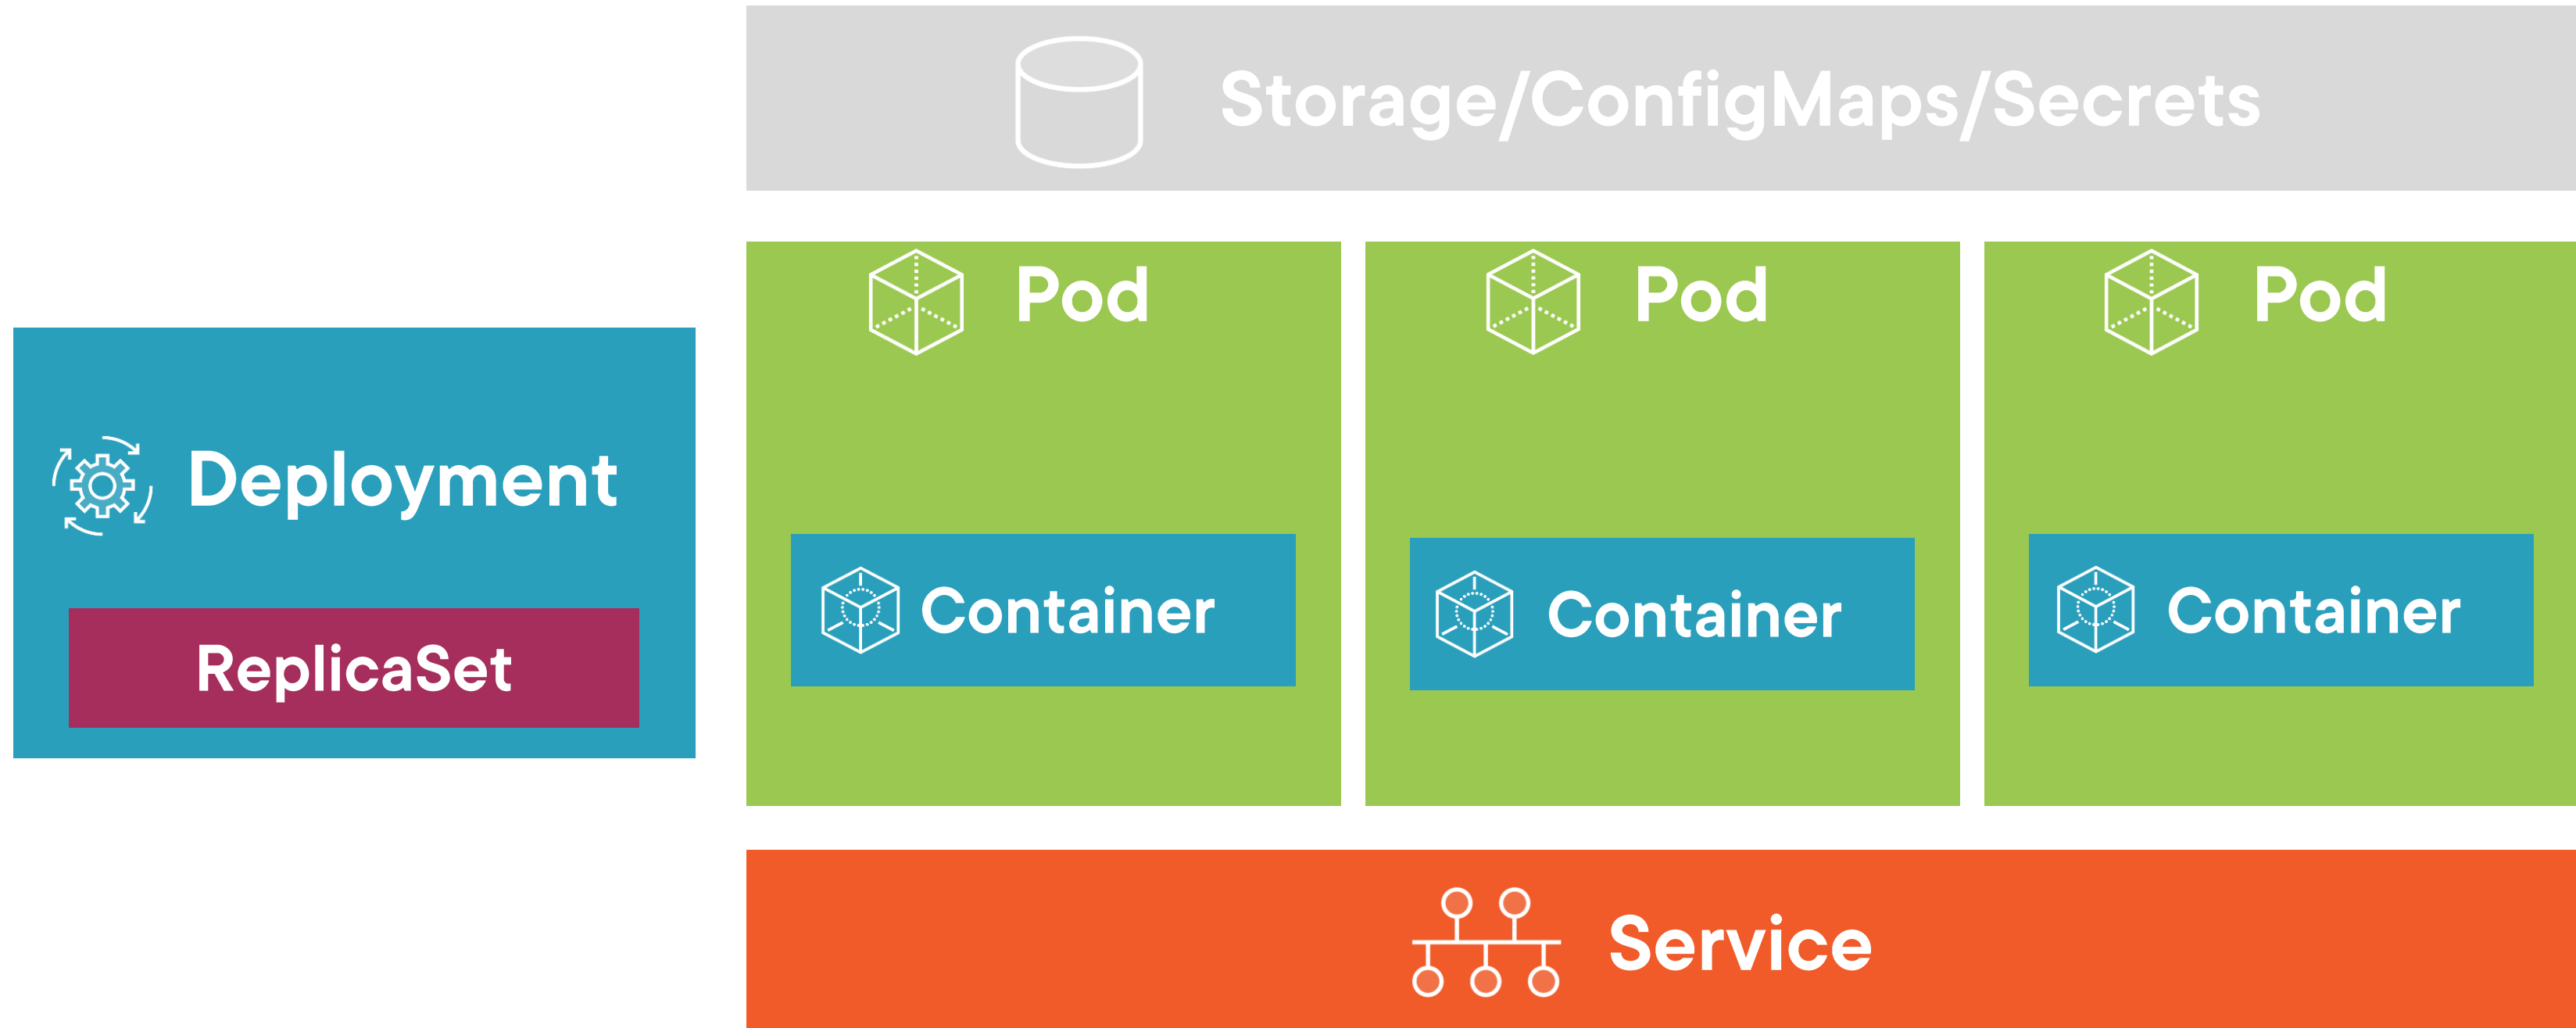 Storage/ConfigMaps/Secrets
Pod
Pod
Pod
Deployment
ReplicaSet
Container
Container
Container
Service